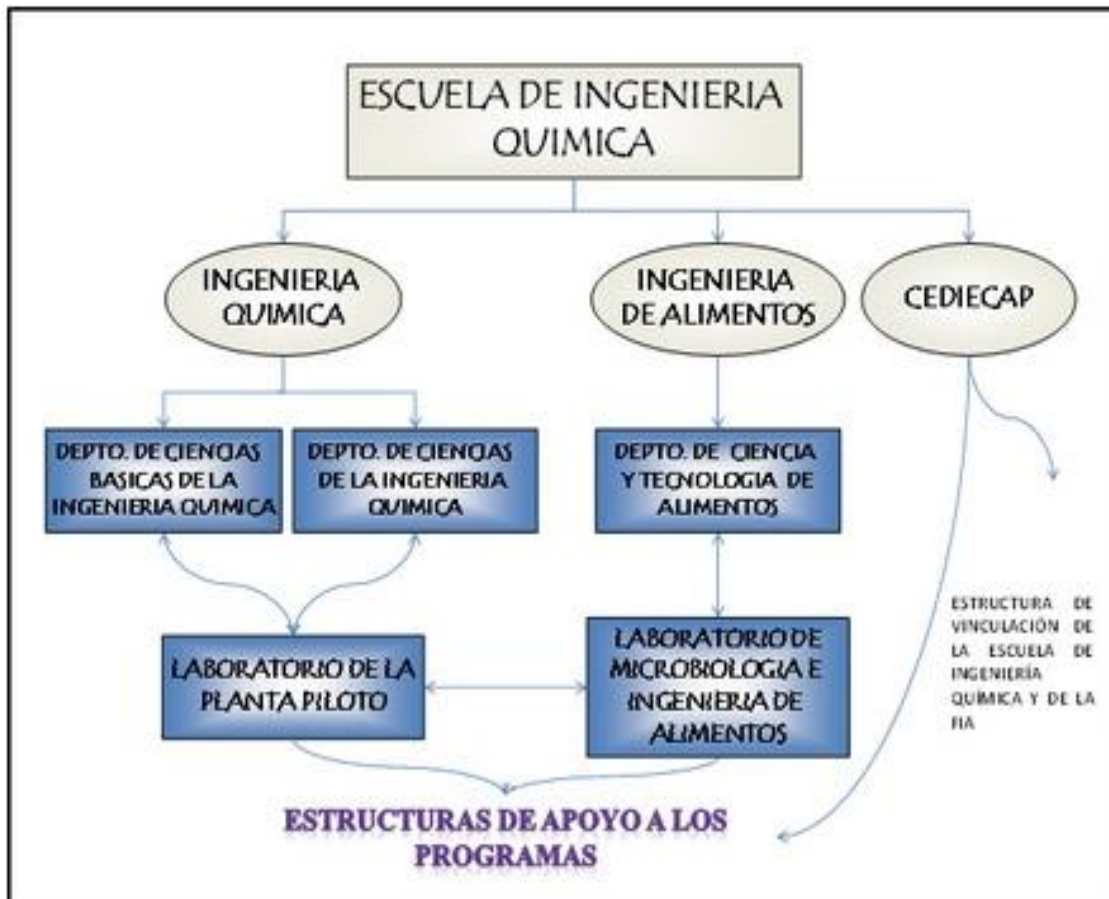 ESCUELA DE INGENIERIA
QUIMICA
INGENIERIA
QUIMICA
INGENIERIA
DE ALIMENTOS
CEDIECAP
DEPTO. DE CIENCIAS
BASICAS DE LA
INGENIERIA QUIMICA
DEPTO. DE CIENCIAS
DE LA INGENIERIA
QUIMICA
DEPTO. DE CIENCIA
Y TECNOLOGIA DE
ALIMENTOS
LABORATORIO DE LA
PLANTA PILOTO
LABORATORIO DE
MICROBIOLOGIA E
INGENIERIA DE
ALIMENTOS
ESTRUCTURA DE
VINCULACIÓN DE
LA ESCUELA DE
INGENIERÍA
QUÍMICA Y DE LA
FIA
ESTRUCTURAS DE APOYO A LOS
PROGRAMAS